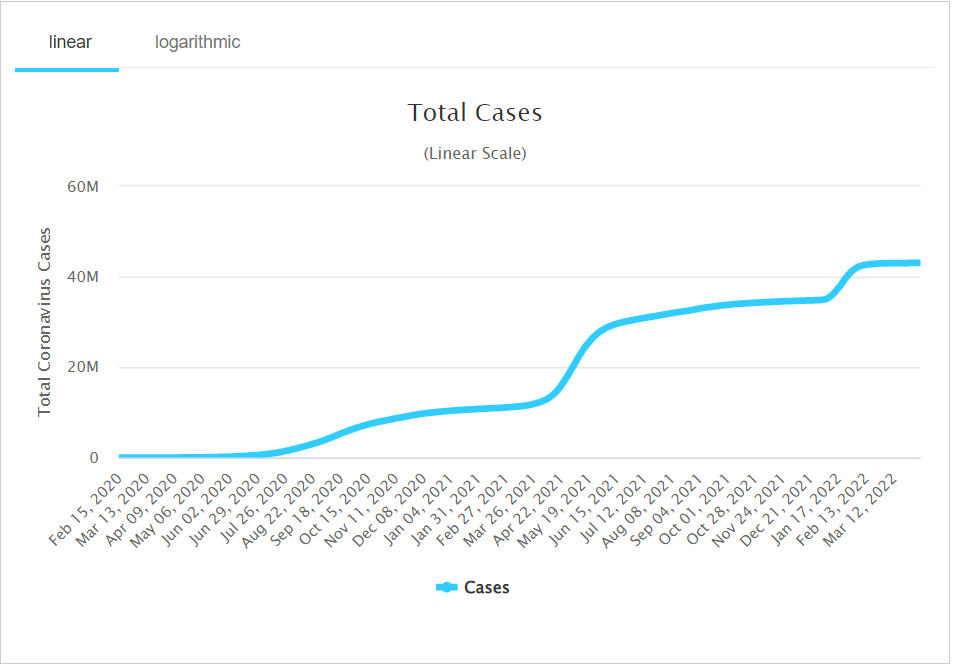 linear logarithmic
Total Cases
(Linear Scale)
Total Coronavirus Cases
60M
40M
20M
0
Feb 15, 2020
Mar 13, 2020
Apr 09, 2020
May 06, 2020
Jun 02, 2020
Jun 29, 2020
Jul 26, 2020
Aug 22, 2020
Sep 18, 2020
Oct 15, 2020
Nov 11, 2020
Dec 08, 2020
Jan 04, 2021
Jan 31, 2021
Feb 27, 2021
Mar 26, 2021
Apr 22, 2021
May 19, 2021
Jun 15, 2021
Jul 12, 2021
Aug 08, 2021
Sep 04, 2021
Oct 01, 2021
Oct 28, 2021
Nov 24, 2021
Dec 21, 2021
Jan 17, 2022
Feb 13, 2022
Mar 12, 2022
Cases